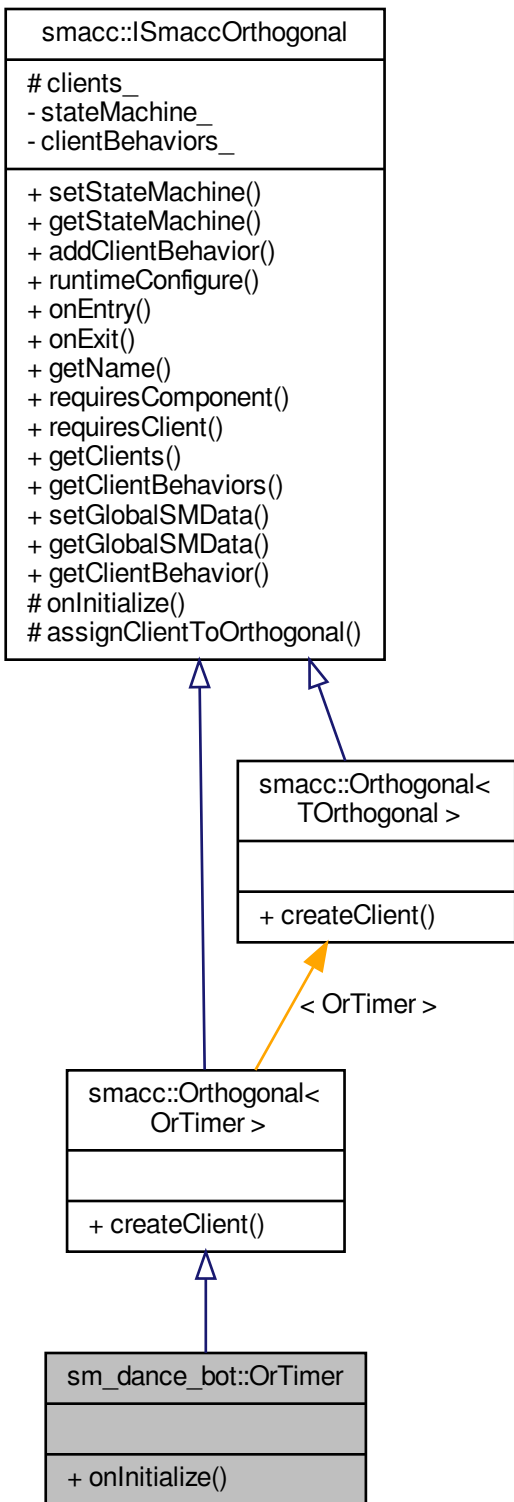 smacc::ISmaccOrthogonal
# clients_
- stateMachine_
- clientBehaviors_
+ setStateMachine()
+ getStateMachine()
+ addClientBehavior()
+ runtimeConfigure()
+ onEntry()
+ onExit()
+ getName()
+ requiresComponent()
+ requiresClient()
+ getClients()
+ getClientBehaviors()
+ setGlobalSMData()
+ getGlobalSMData()
+ getClientBehavior()
# onInitialize()
# assignClientToOrthogonal()
smacc::Orthogonal<
TOrthogonal >
+ createClient()
< OrTimer >
smacc::Orthogonal<
OrTimer >
+ createClient()
sm_dance_bot::OrTimer
+ onInitialize()